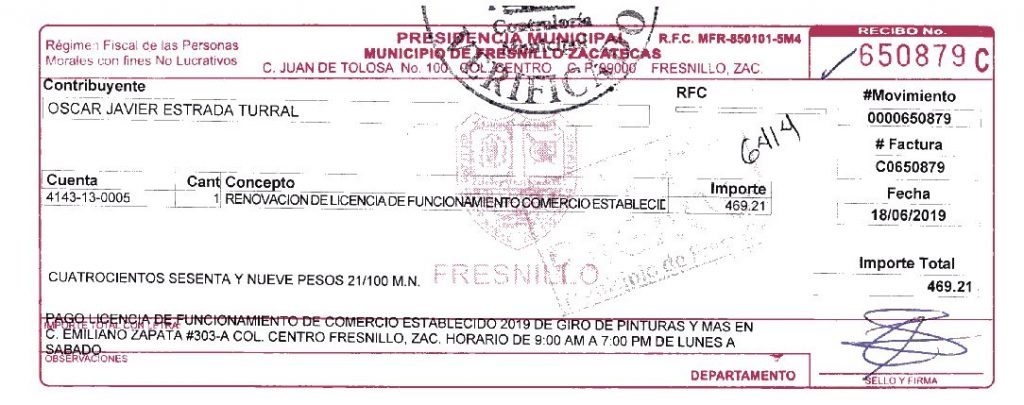 Contraloría
Municipal
VERIFICADO
PRESIDENCIA MUNICIPAL
R.F.C. MFR-850101-5M4
MUNICIPIO DE FRESNILLO ZACATECAS
C. JUAN DE TOLOSA No. 100 COL. CENTRO C.P. 99000 FRESNILLO, ZAC.
Régimen Fiscal de las Personas
Morales con fines No Lucrativos
RECIBO No.
650879 C
Contribuyente
OSCAR JAVIER ESTRADA TURRAL
RFC
#Movimiento
0000650879
# Factura
C0650879
Fecha
18/06/2019
6414
Cuenta Cant Concepto Importe
4143-13-0005 1 RENOVACION DE LICENCIA DE FUNCIONAMIENTO COMERCIO ESTABLECID 469.21
FRESNILLO
Importe Total
469.21
CUATROCIENTOS SESENTA Y NUEVE PESOS 21/100 M.N.
IMPORTE TOTAL CON LETRA
PAGO LICENCIA DE FUNCIONAMIENTO DE COMERCIO ESTABLECIDO 2019 DE GIRO DE PINTURAS Y MAS EN
C. EMILIANO ZAPATA #303-A COL. CENTRO FRESNILLO, ZAC. HORARIO DE 9:00 AM A 7:00 PM DE LUNES A
SABADO
OBSERVACIONES
DEPARTAMENTO
SELLO Y FIRMA